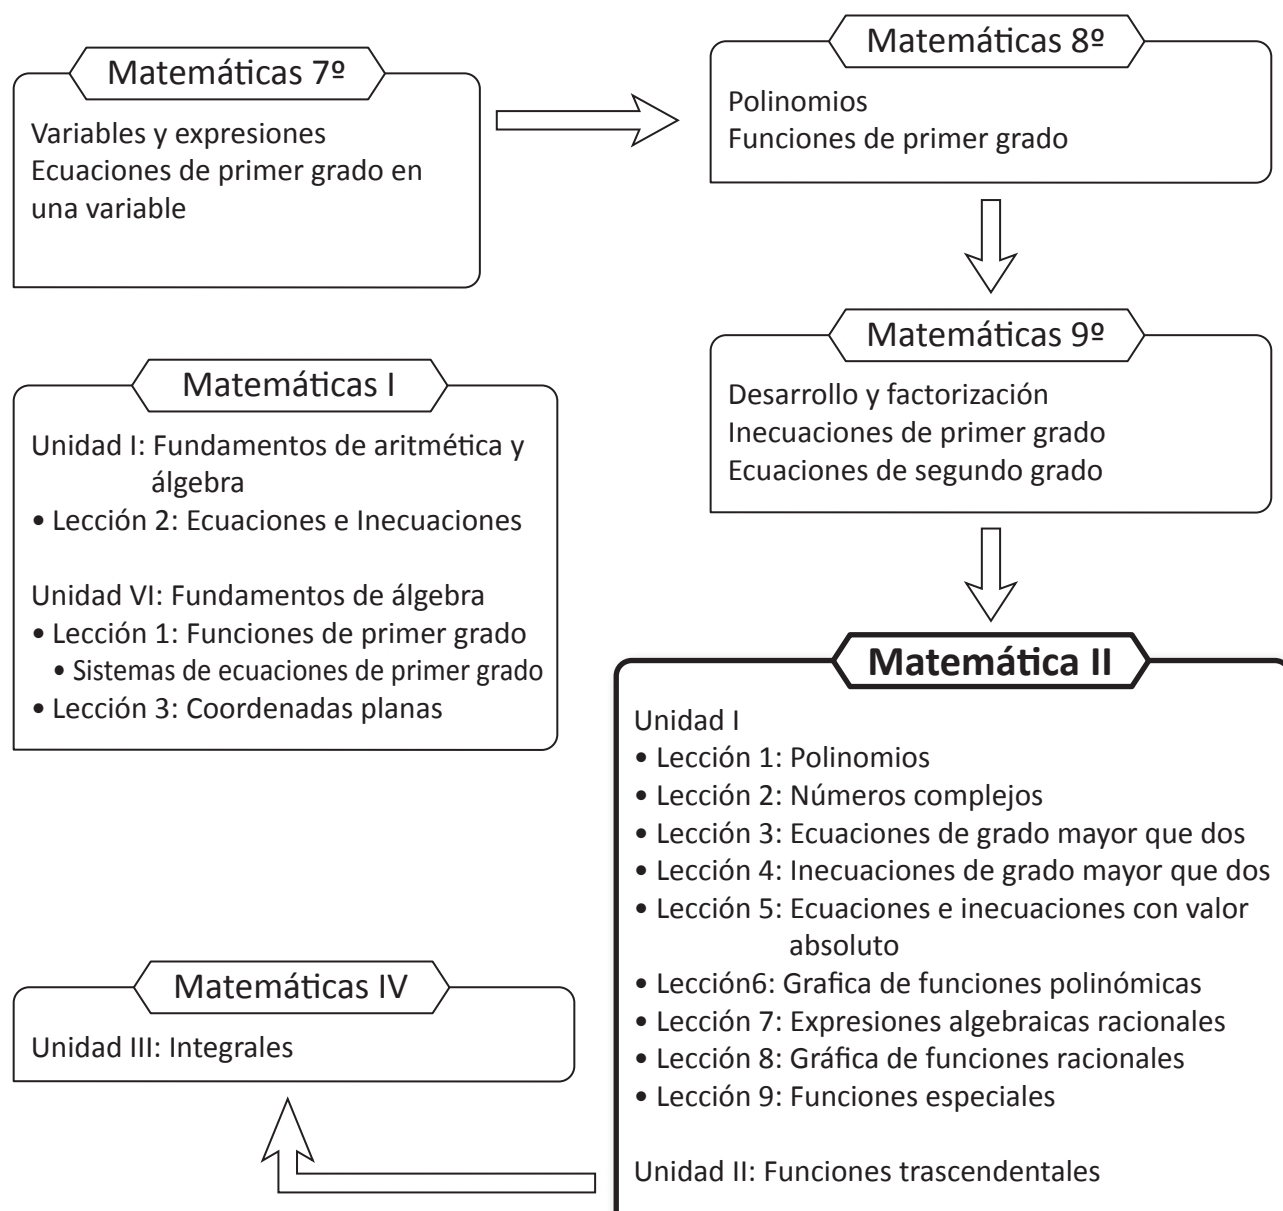 Matemáticas 7º
Variables y expresiones
Ecuaciones de primer grado en
una variable
Matemáticas 8º
Polinomios
Funciones de primer grado
Matemáticas 9º
Desarrollo y factorización
Inecuaciones de primer grado
Ecuaciones de segundo grado
Matemáticas I
Unidad I: Fundamentos de aritmética y
álgebra
• Lección 2: Ecuaciones e Inecuaciones
Unidad VI: Fundamentos de álgebra
• Lección 1: Funciones de primer grado
• Sistemas de ecuaciones de primer grado
• Lección 3: Coordenadas planas
Matemática II
Unidad I
• Lección 1: Polinomios
• Lección 2: Números complejos
• Lección 3: Ecuaciones de grado mayor que dos
• Lección 4: Inecuaciones de grado mayor que dos
• Lección 5: Ecuaciones e inecuaciones con valor
absoluto
• Lección6: Grafica de funciones polinómicas
• Lección 7: Expresiones algebraicas racionales
• Lección 8: Gráfica de funciones racionales
• Lección 9: Funciones especiales
Unidad II: Funciones trascendentales
Matemáticas IV
Unidad III: Integrales